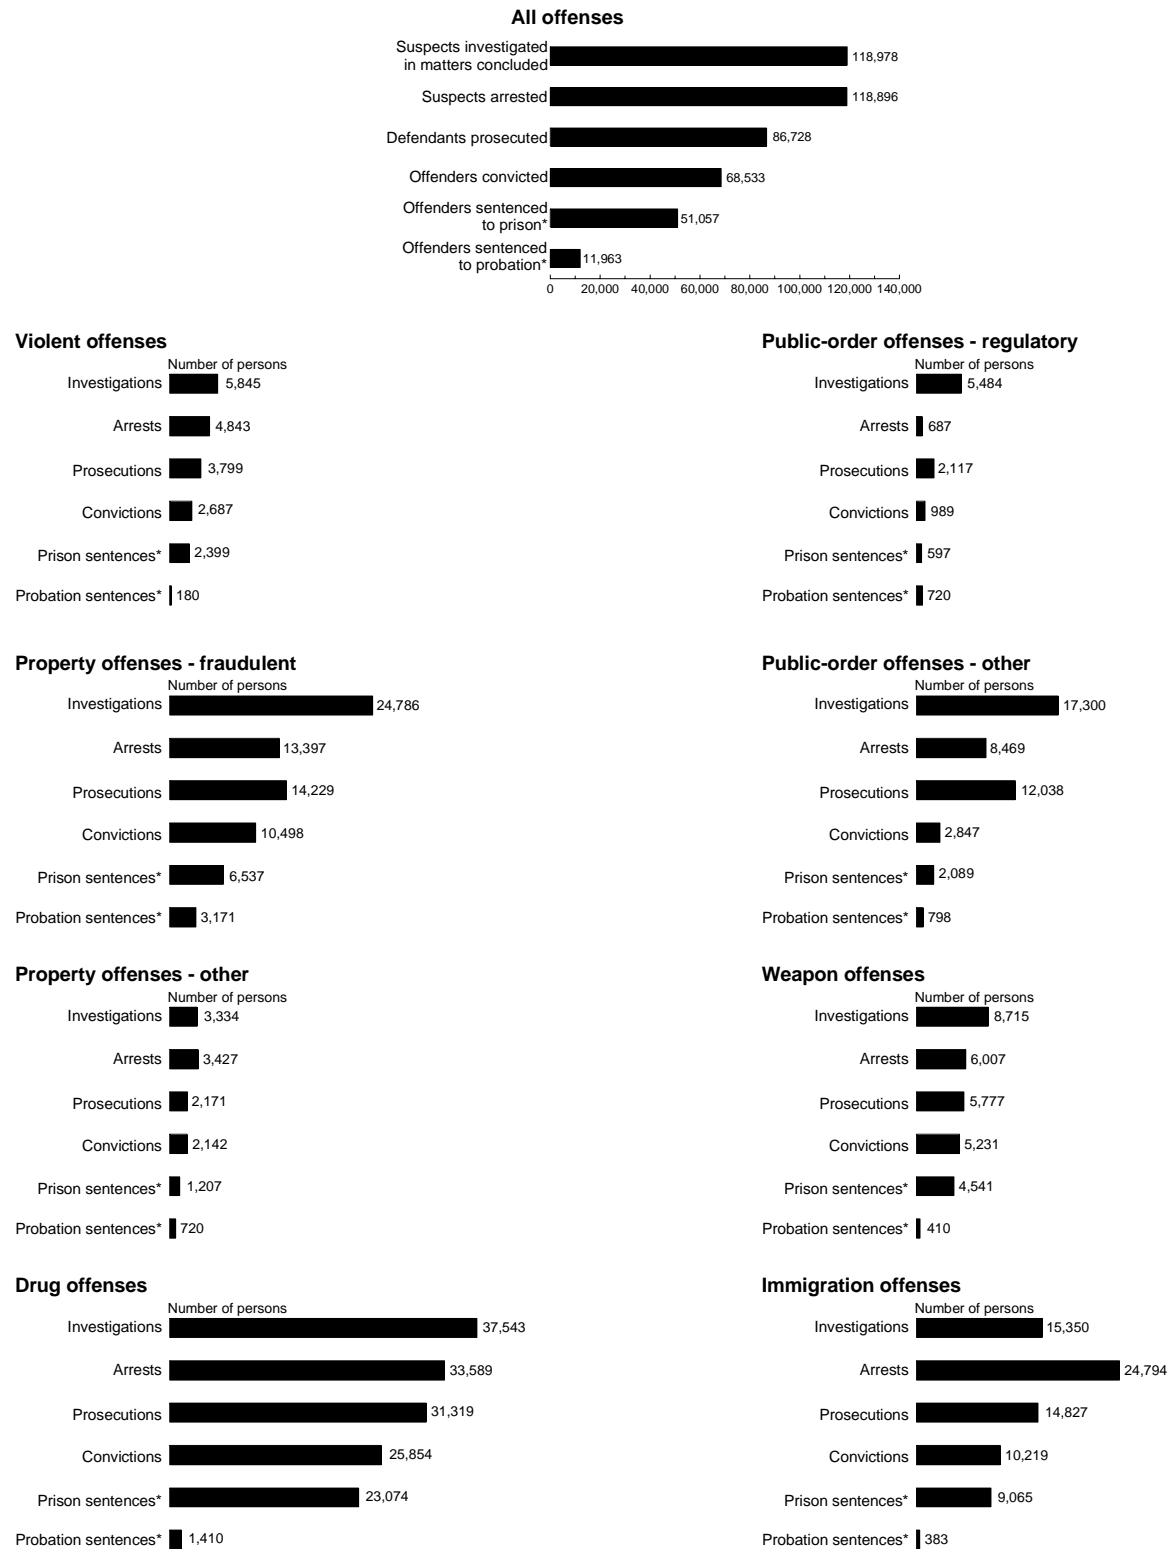 All offenses
Suspects investigated
in matters concluded
118,978
Suspects arrested
118,896
Defendants prosecuted
86,728
Offenders convicted
68,533
Offenders sentenced
to prison*
51,057
Offenders sentenced
to probation*
11,963
0 20,000 40,000 60,000 80,000 100,000 120,000 140,000
Violent offenses
Number of persons
Investigations 5,845
Arrests 4,843
Prosecutions 3,799
Convictions 2,687
Prison sentences* 2,399
Probation sentences* 180
Public-order offenses - regulatory
Number of persons
Investigations 5,484
Arrests 687
Prosecutions 2,117
Convictions 989
Prison sentences* 597
Probation sentences* 720
Property offenses - fraudulent
Number of persons
Investigations 24,786
Arrests 13,397
Prosecutions 14,229
Convictions 10,498
Prison sentences* 6,537
Probation sentences* 3,171
Public-order offenses - other
Number of persons
Investigations 17,300
Arrests 8,469
Prosecutions 12,038
Convictions 2,847
Prison sentences* 2,089
Probation sentences* 798
Property offenses - other
Number of persons
Investigations 3,334
Arrests 3,427
Prosecutions 2,171
Convictions 2,142
Prison sentences* 1,207
Probation sentences* 720
Weapon offenses
Number of persons
Investigations 8,715
Arrests 6,007
Prosecutions 5,777
Convictions 5,231
Prison sentences* 4,541
Probation sentences* 410
Drug offenses
Number of persons
Investigations 37,543
Arrests 33,589
Prosecutions 31,319
Convictions 25,854
Prison sentences* 23,074
Probation sentences* 1,410
Immigration offenses
Number of persons
Investigations 15,350
Arrests 24,794
Prosecutions 14,827
Convictions 10,219
Prison sentences* 9,065
Probation sentences* 383